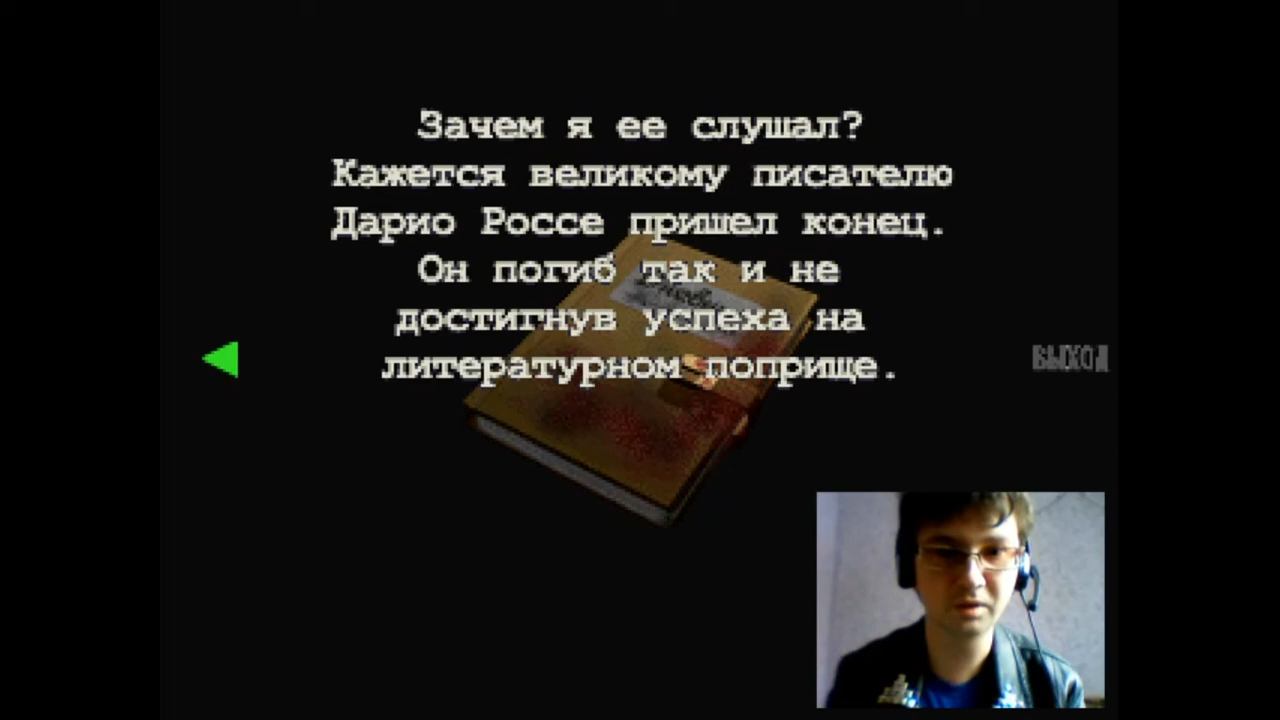 Зачем я ее слушал?
Кажется великому писателю
Дарио Россе пришел конец.
Он погиб так и не
достигнув успеха на
литературном поприще.
ВЫХОД